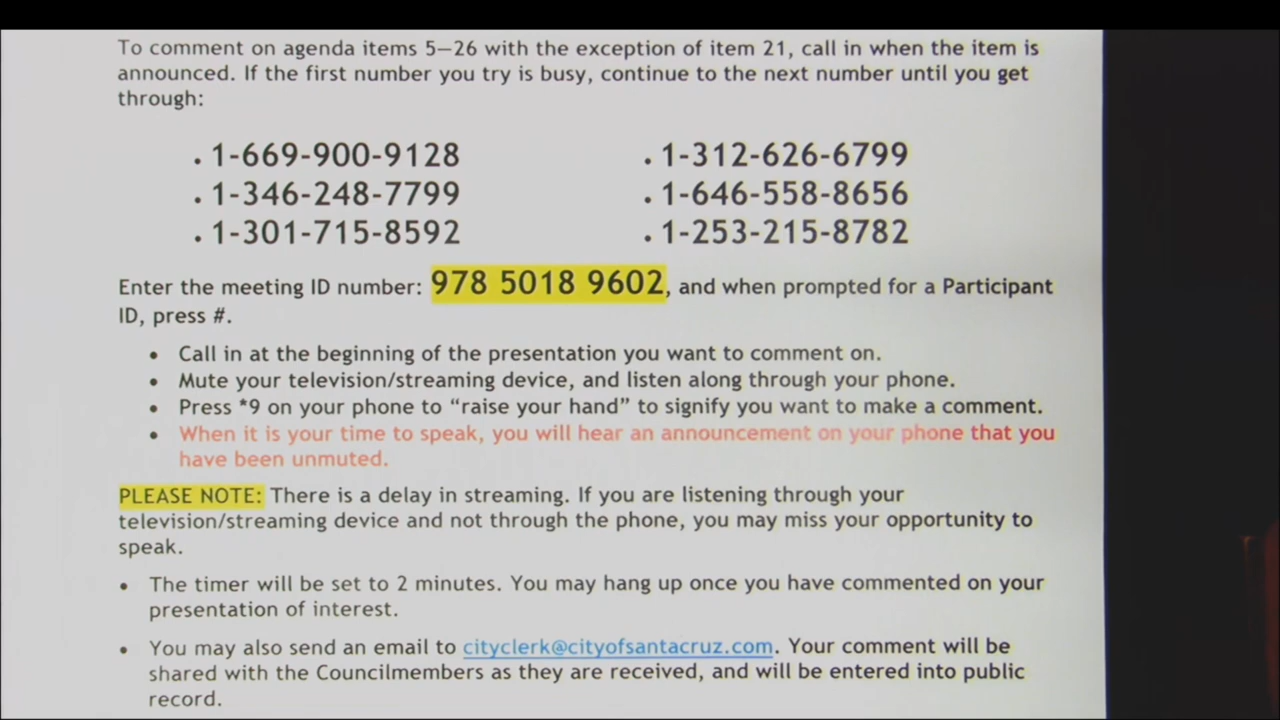 To comment on agenda items 5–26 with the exception of item 21, call in when the item is
announced. If the first number you try is busy, continue to the next number until you get
through:
. 1-669-900-9128 . 1-312-626-6799
. 1-346-248-7799 . 1-646-558-8656
. 1-301-715-8592 . 1-253-215-8782
Enter the meeting ID number: 978 5018 9602, and when prompted for a Participant
ID, press #.
• Call in at the beginning of the presentation you want to comment on.
• Mute your television/streaming device, and listen along through your phone.
• Press *9 on your phone to “raise your hand” to signify you want to make a comment.
• When it is your time to speak, you will hear an announcement on your phone that you
have been unmuted.
PLEASE NOTE: There is a delay in streaming. If you are listening through your
television/streaming device and not through the phone, you may miss your opportunity to
speak.
• The timer will be set to 2 minutes. You may hang up once you have commented on your
presentation of interest.
• You may also send an email to cityclerk@cityofsantacruz.com. Your comment will be
shared with the Councilmembers as they are received, and will be entered into public
record.